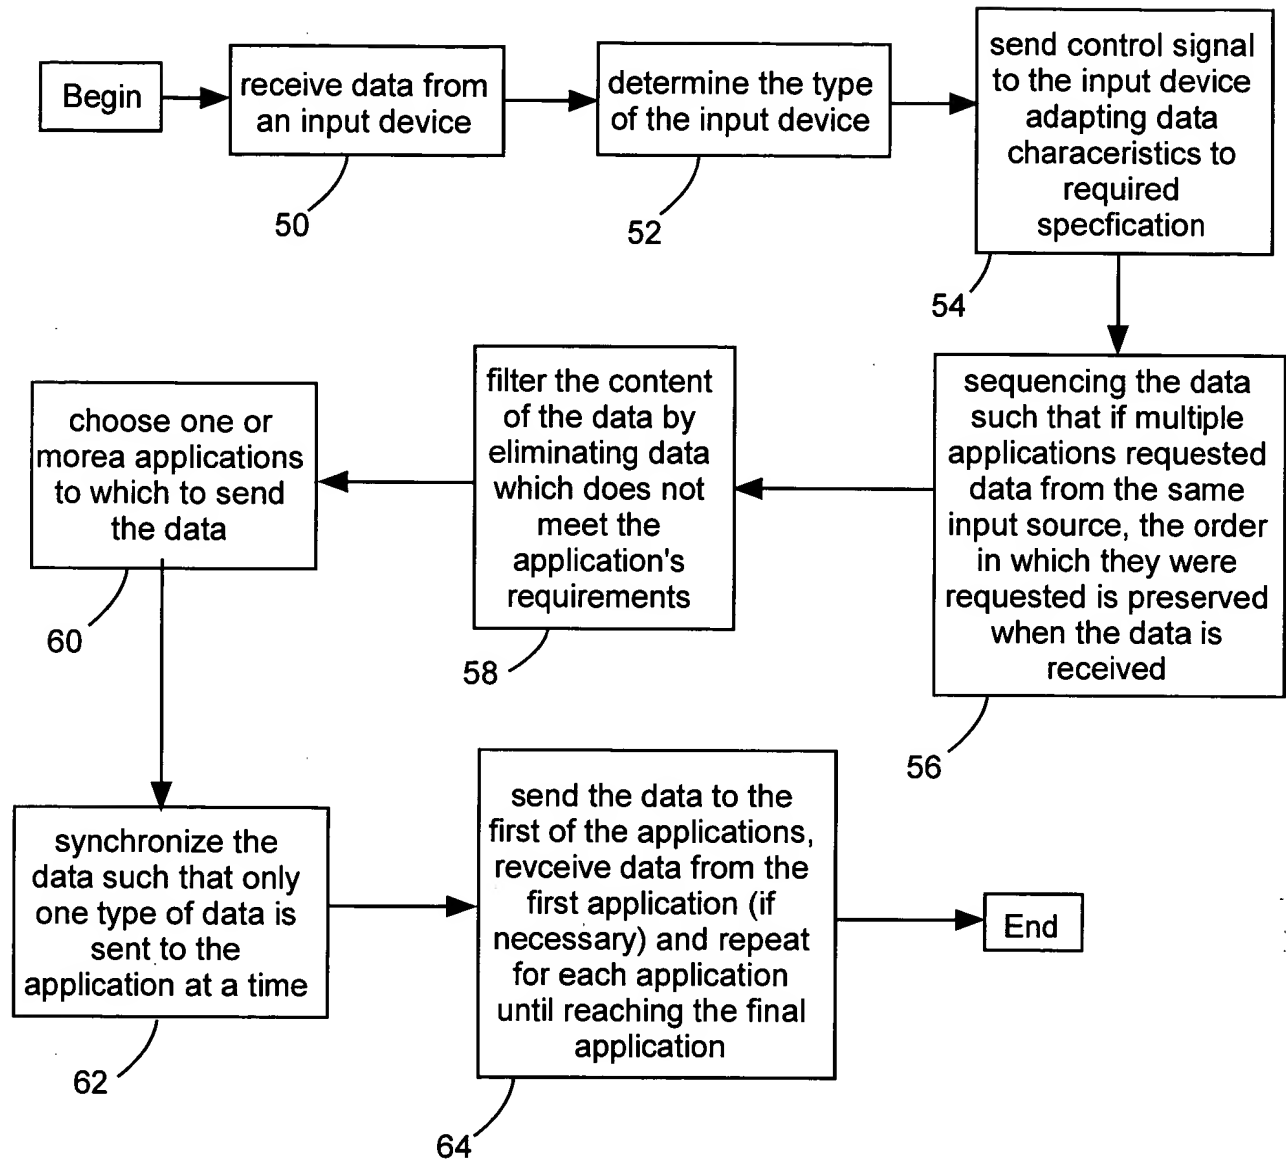 Begin
receive data from
an input device
50
determine the type
of the input device
52
send control signal
to the input device
adapting data
characeristics to
required
specfication
54
sequencing the data
such that if multiple
applications requested
data from the same
input source, the order
in which they were
requested is preserved
when the data is
received
56
filter the content
of the data by
eliminating data
which does not
meet the
application's
requirements
58
choose one or
morea applications
to which to send
the data
60
synchronize the
data such that only
one type of data is
sent to the
application at a time
62
send the data to the
first of the applications,
revceive data from the
first application (if
necessary) and repeat
for each application
until reaching the final
application
64
End